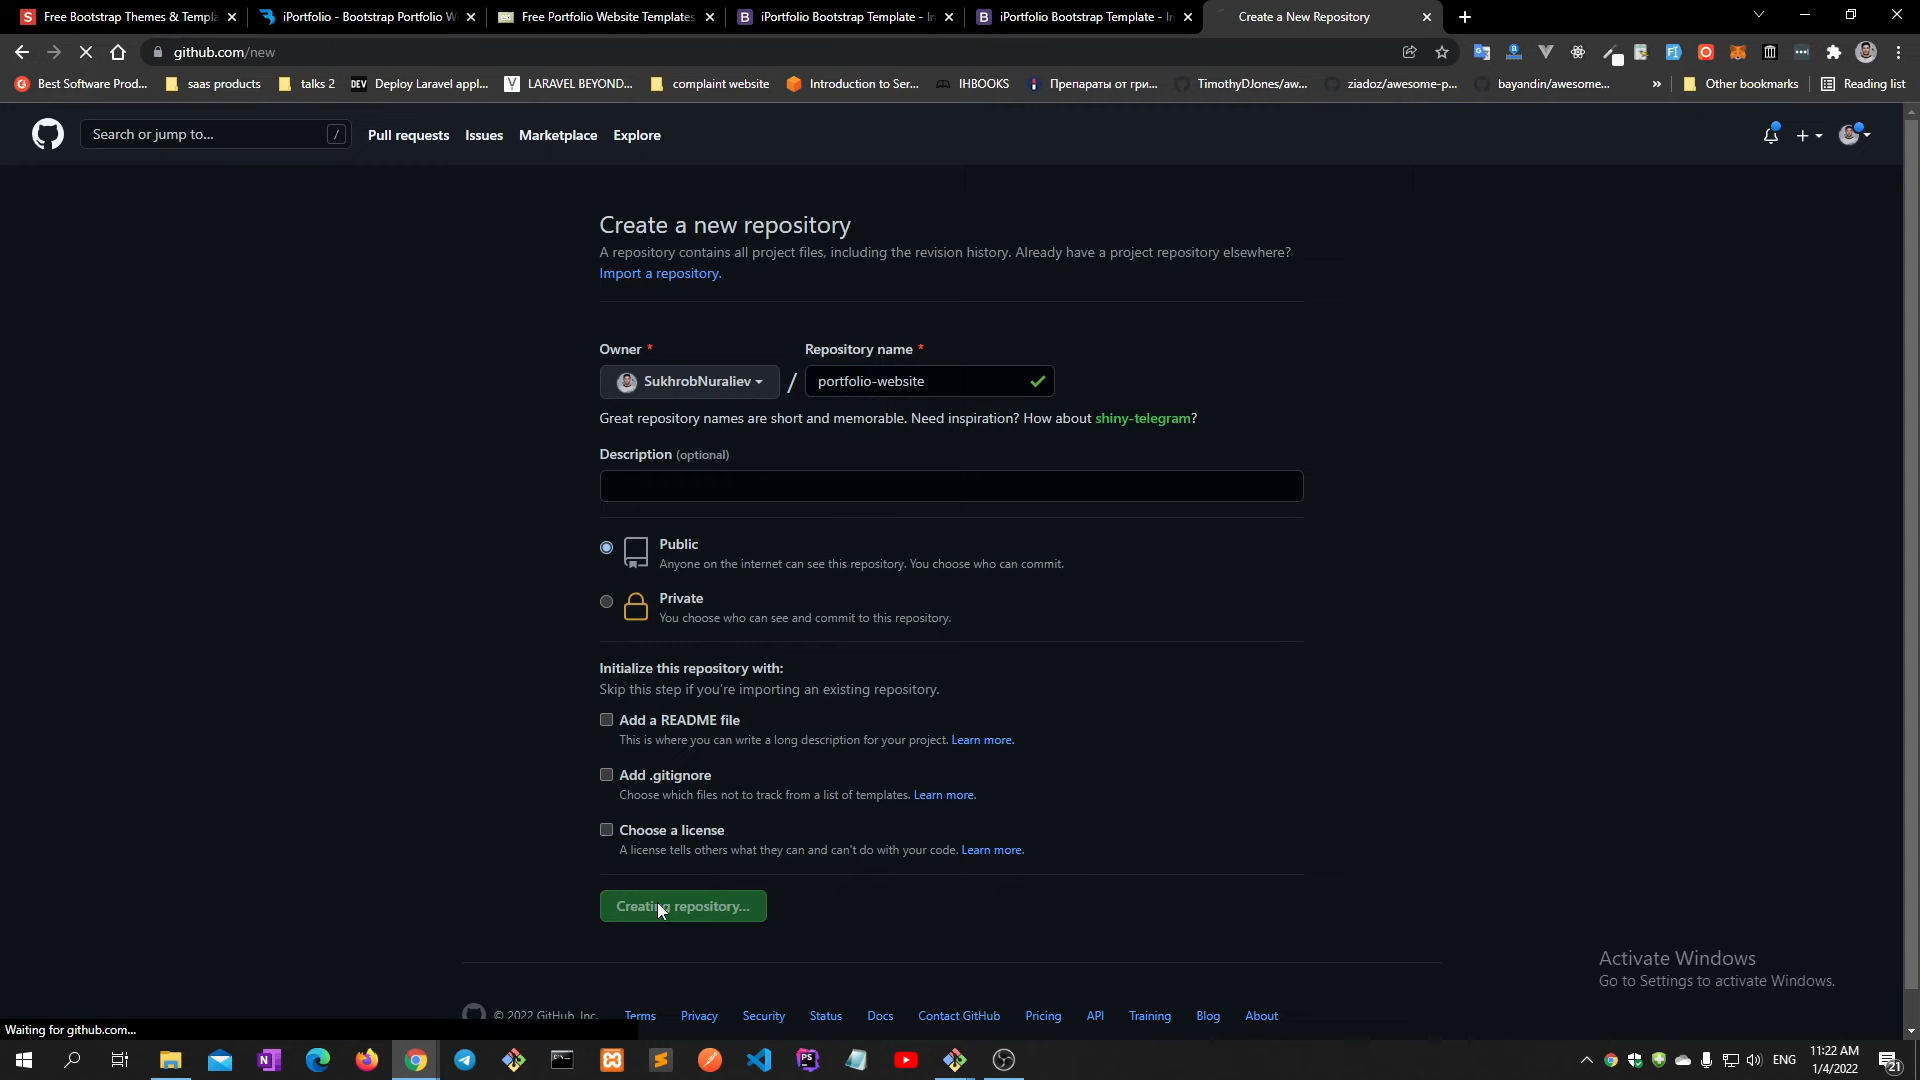 Free Bootstrap Themes & Templa
iPortfolio - Bootstrap Portfolio W
Free Portfolio Website Templates
iPortfolio Bootstrap Template - In
iPortfolio Bootstrap Template - In
Create a New Repository
github.com/new
Best Software Prod...
saas products
talks 2
DEV
Deploy Laravel appl...
LARAVEL BEYOND...
complaint website
Introduction to Ser...
IHBOOKS
Препараты от гри...
TimothyDJones/aw...
ziadoz/awesome-p...
bayandin/awesome...
»
Other bookmarks
Reading list
Search or jump to...
/
Pull requests
Issues
Marketplace
Explore
Create a new repository
A repository contains all project files, including the revision history. Already have a project repository elsewhere?
Import a repository.
Owner *
Repository name *
SukhrobNuraliev
/
portfolio-website
Great repository names are short and memorable. Need inspiration? How about shiny-telegram?
Description (optional)
Public
Anyone on the internet can see this repository. You choose who can commit.
Private
You choose who can see and commit to this repository.
Initialize this repository with:
Skip this step if you're importing an existing repository.
Add a README file
This is where you can write a long description for your project. Learn more.
Add .gitignore
Choose which files not to track from a list of templates. Learn more.
Choose a license
A license tells others what they can and can't do with your code. Learn more.
Creating repository...
Activate Windows
Go to Settings to activate Windows.
© 2022 GitHub, Inc.
Terms
Privacy
Security
Status
Docs
Contact GitHub
Pricing
API
Training
Blog
About
Waiting for github.com...
ENG
11:22 AM
1/4/2022
21